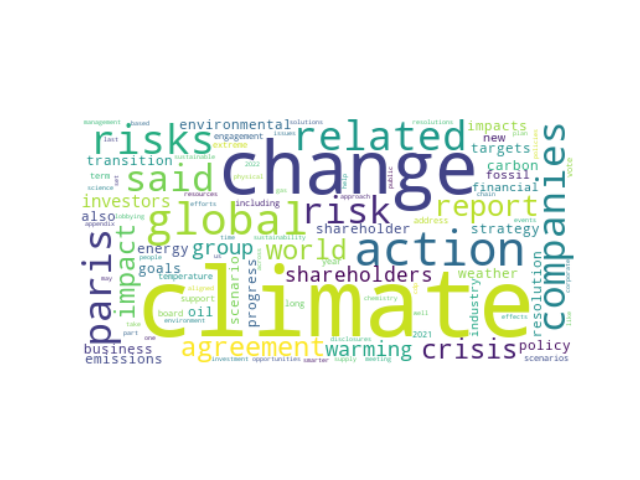 management based environmental solutions resolutions impacts
last risks engagement issues related new
extreme targets
transition sustainable change 2022 public carbon
term said physical gas help fossil vote
science set resources approach financial chain
investors efforts including risk report
also lobbying global shareholder address strategy events
appendix
paris impact energy group world action companies
people sustainability us across year
goals scenario progress shareholders weather industry resolution
temperature
may aligned climate long chemistry
support
board oil 2021 effects like corporate
take environment well
part one agreement disclosures warming crisis policy
business
emissions investment opportunities smarter supply meeting scenarios
time
plan
policies